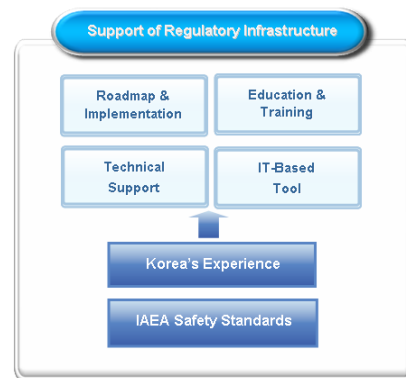 Support of Regulatory Infrastructure
Roadmap &
Implementation
Education &
Training
Technical
Support
IT-Based
Tool
Korea's Experience
IAEA Safety Standards